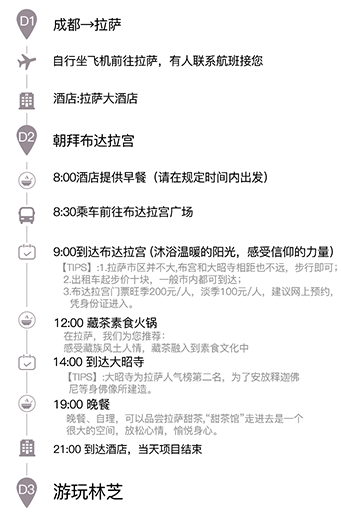 D1
成都→拉萨
自行坐飞机前往拉萨，有人联系航班接您
酒店:拉萨大酒店
D2
朝拜布达拉宫
8:00酒店提供早餐（请在规定时间内出发）
8:30乘车前往布达拉宫广场
9:00到达布达拉宫 (沐浴温暖的阳光，感受信仰的力量)
【TIPS】:1.拉萨市区并不大,布宫和大昭寺相距也不远，步行即可；
2.出租车起步价十块，一般市内都可到达；
3.布达拉宫门票旺季200元/人，淡季100元/人，建议网上预约，
凭身份证进入。
12:00 藏茶素食火锅
在拉萨，我们为您推荐：
感受藏族风土人情，藏茶融入到素食文化中
14:00 到达大昭寺
【TIPS】:大昭寺为拉萨人气榜第二名，为了安放释迦佛
尼等身佛像所建造。
19:00 晚餐
晚餐、自理，可以品尝拉萨甜茶，“甜茶馆”走进去是一个
很大的空间，放松心情，愉悦身心。
21:00 到达酒店，当天项目结束
D3
游玩林芝